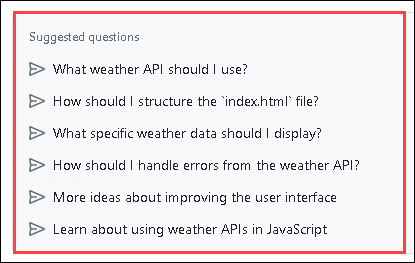 Suggested questions
What weather API should I use?
How should I structure the `index.html` file?
What specific weather data should I display?
How should I handle errors from the weather API?
More ideas about improving the user interface
Learn about using weather APIs in JavaScript